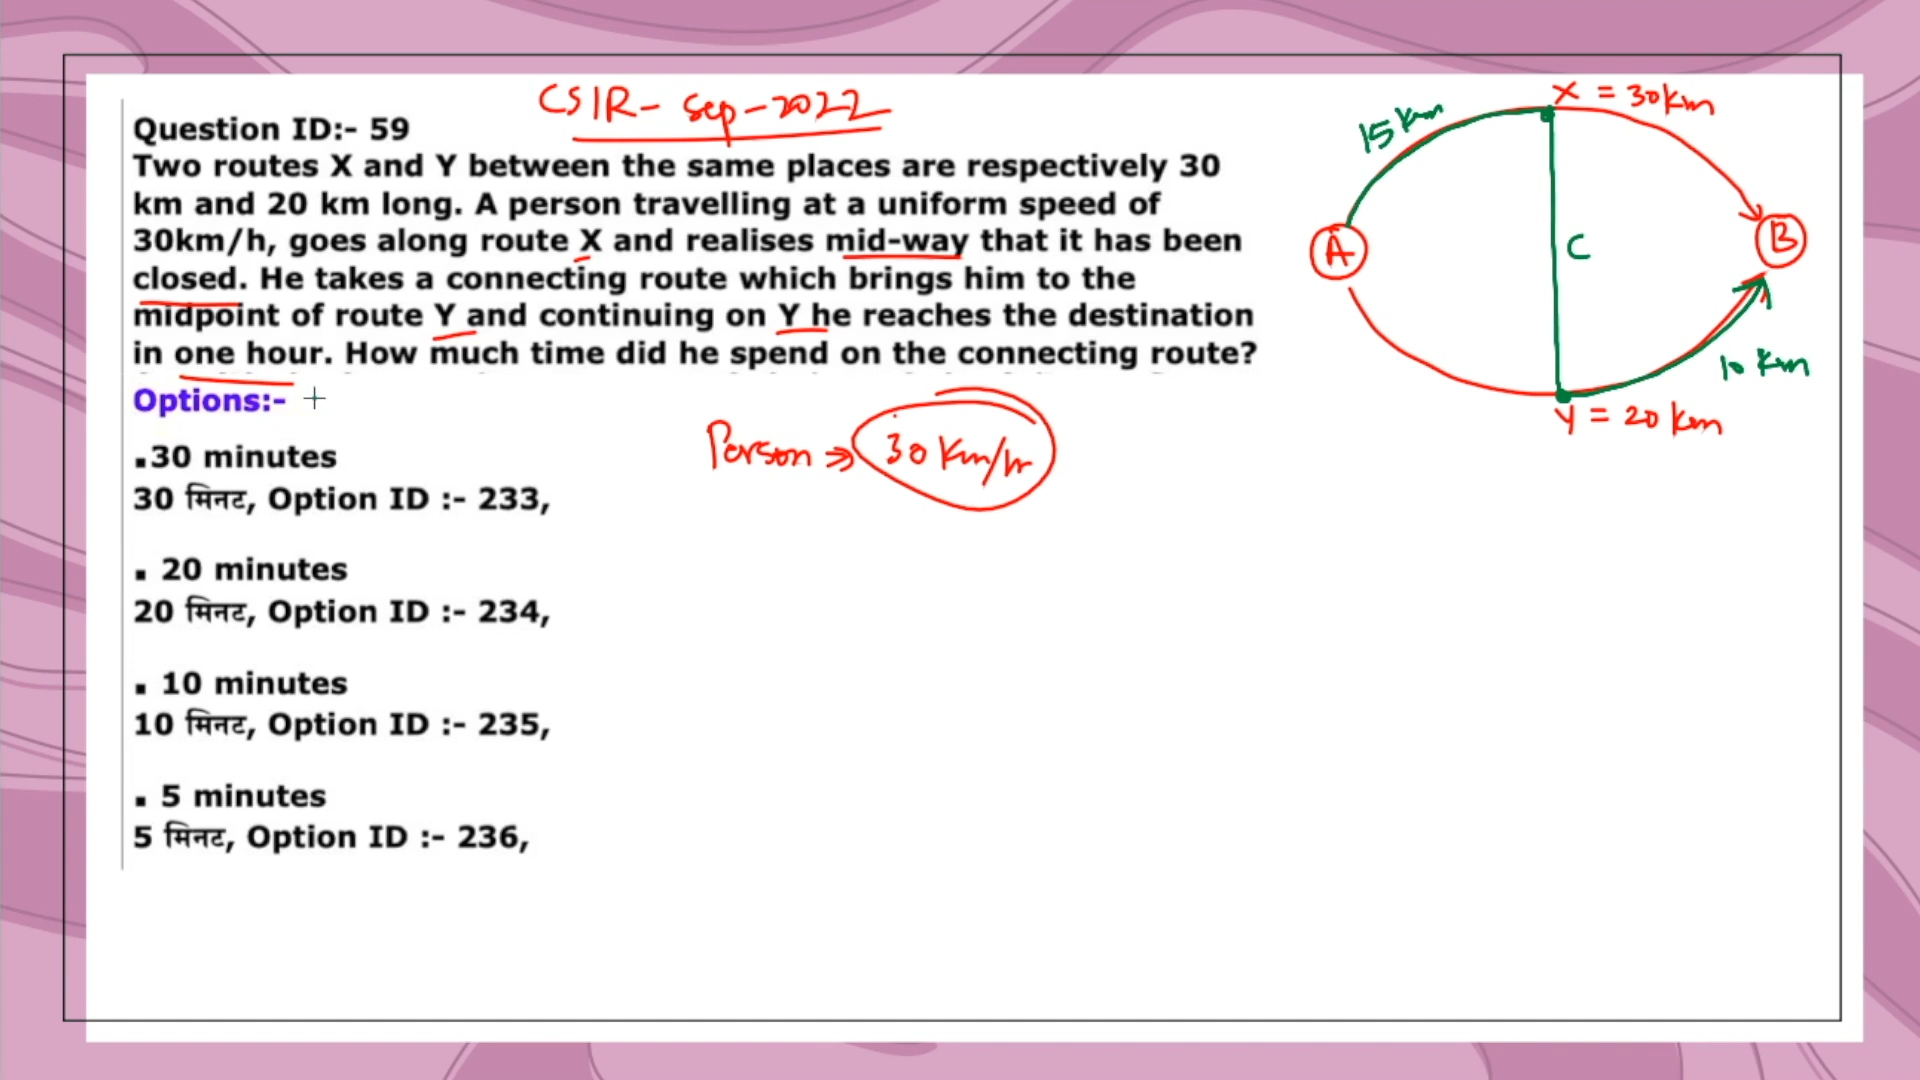 CSIR- Sep-2022
Question ID:- 59
Two routes X and Y between the same places are respectively 30
km and 20 km long. A person travelling at a uniform speed of
30km/h, goes along route X and realises mid-way that it has been
closed. He takes a connecting route which brings him to the
midpoint of route Y and continuing on Y he reaches the destination
in one hour. How much time did he spend on the connecting route?
Options:-
.30 minutes
30 मिनट, Option ID :- 233,
. 20 minutes
20 मिनट, Option ID :- 234,
. 10 minutes
10 मिनट, Option ID :- 235,
. 5 minutes
5 मिनट, Option ID :- 236,
Person → 30 Km/hr
X = 30km
15 km
A
B
C
10 km
Y = 20 km